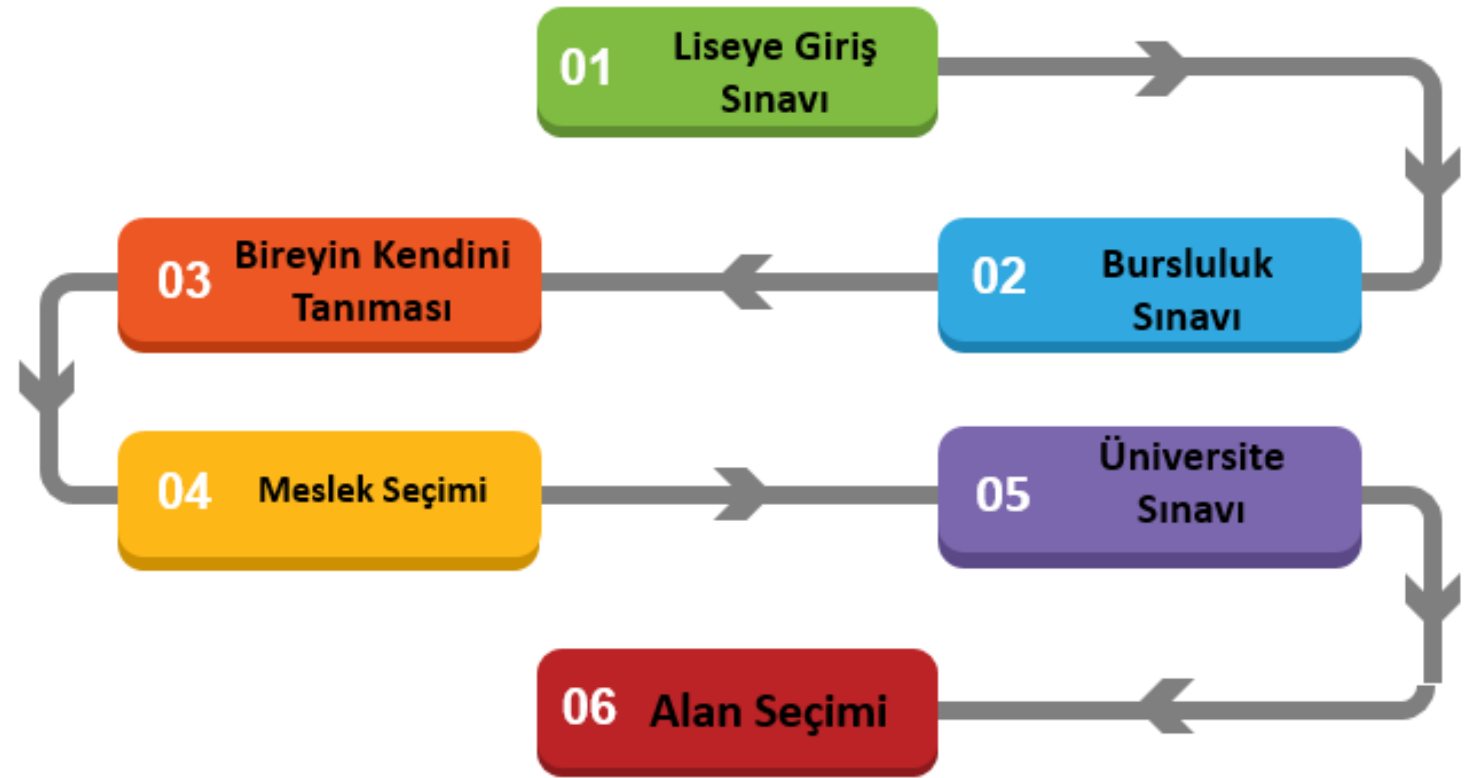 01 Liseye Giriş
Sınavı
02 Bursluluk
Sınavı
03 Bireyin Kendini
Tanıması
04 Meslek Seçimi
05 Üniversite
Sınavı
06 Alan Seçimi